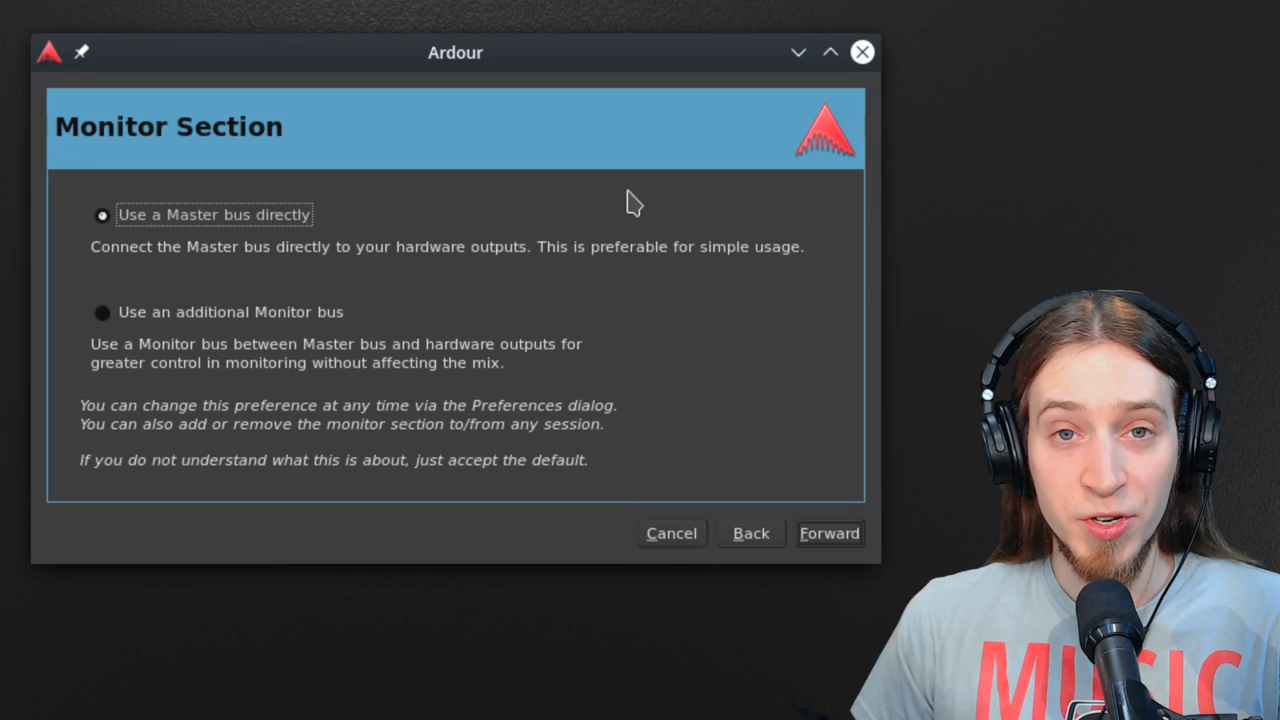 Ardour
Monitor Section
Use a Master bus directly
Connect the Master bus directly to your hardware outputs. This is preferable for simple usage.
Use an additional Monitor bus
Use a Monitor bus between Master bus and hardware outputs for
greater control in monitoring without affecting the mix.
You can change this preference at any time via the Preferences dialog.
You can also add or remove the monitor section to/from any session.
If you do not understand what this is about, just accept the default.
Cancel
Back
Forward
MUSIC